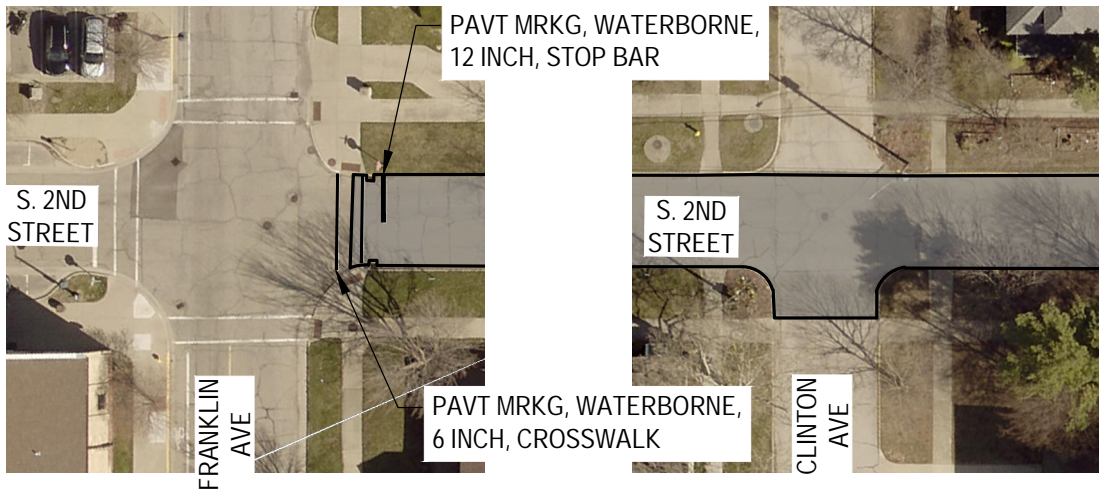 PAVT MRKG, WATERBORNE,
12 INCH, STOP BAR
S. 2ND
STREET
S. 2ND
STREET
PAVT MRKG, WATERBORNE,
6 INCH, CROSSWALK
FRANKLIN
AVE
CLINTON
AVE